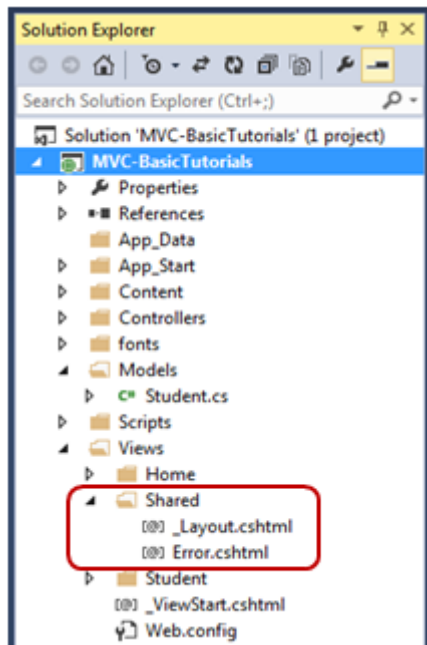 Solution Explorer
Search Solution Explorer (Ctrl+;)
Solution 'MVC-BasicTutorials' (1 project)
MVC-BasicTutorials
Properties
References
App_Data
App_Start
Content
Controllers
fonts
Models
C# Student.cs
Scripts
Views
Home
Shared
[@] _Layout.cshtml
[@] Error.cshtml
Student
[@] _ViewStart.cshtml
Web.config